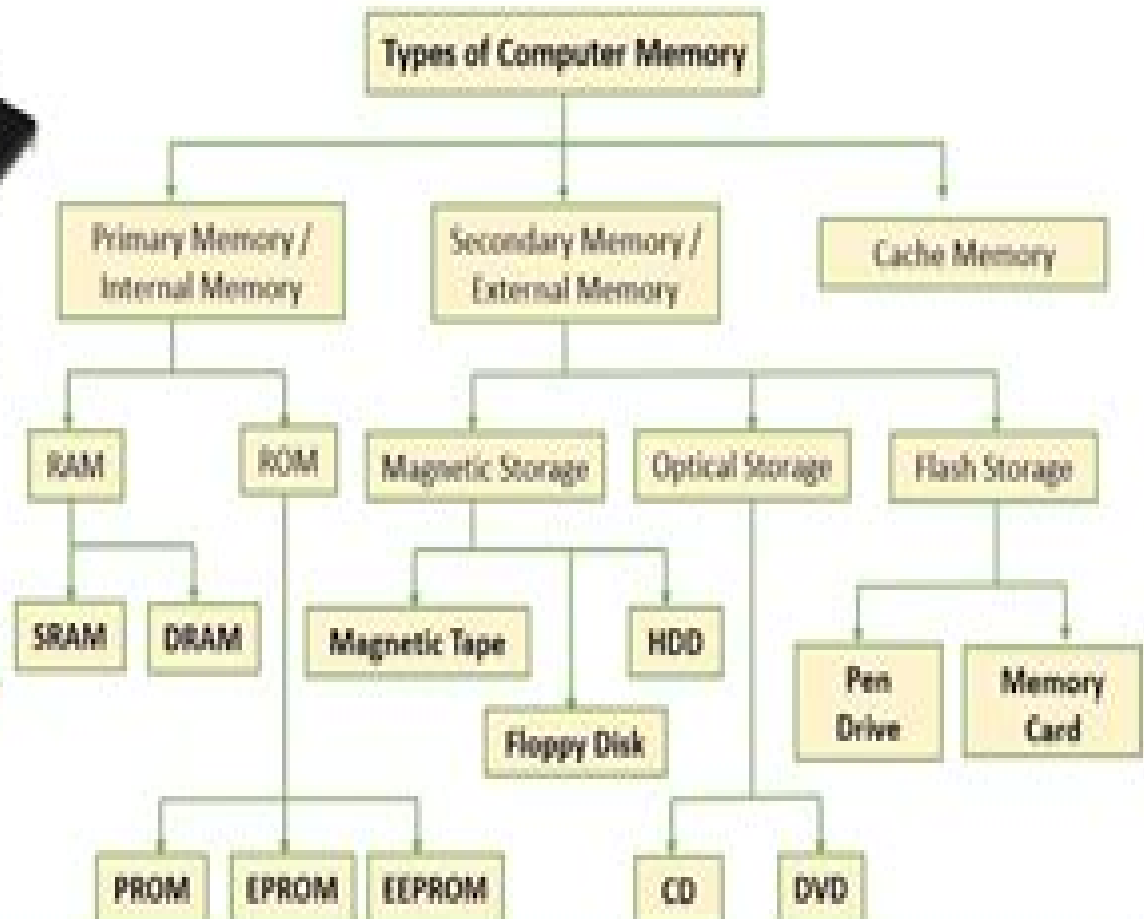 Types of Computer Memory
Primary Memory /
Internal Memory
Secondary Memory /
External Memory
Cache Memory
RAM
ROM
Magnetic Storage
Optical Storage
Flash Storage
SRAM
DRAM
Magnetic Tape
HDD
Pen
Drive
Memory
Card
Floppy Disk
PROM
EPROM
EEPROM
CD
DVD